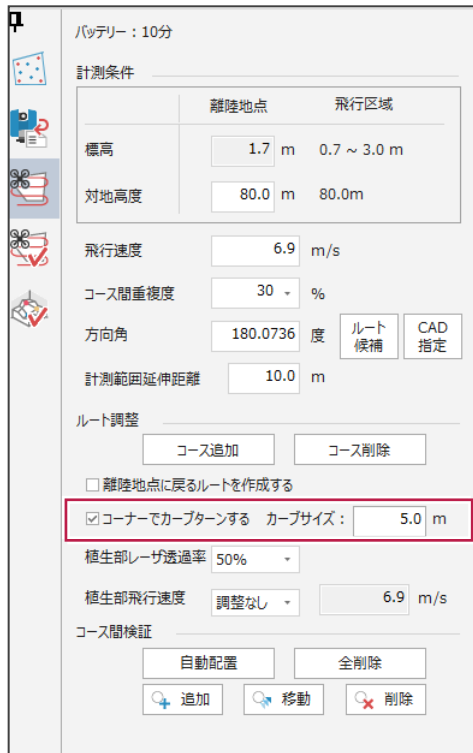 バッテリー：10分
計測条件
離陸地点 飛行区域
標高 1.7 m 0.7 ~ 3.0 m
対地高度 80.0 m 80.0m
飛行速度 6.9 m/s
コース間重複度 30 %
方向角 180.0736 度 ルート候補 CAD指定
計測範囲延伸距離 10.0 m
ルート調整
コース追加 コース削除
離陸地点に戻るルートを作成する
コーナーでカーブターンする カーブサイズ： 5.0 m
植生部レーザ透過率 50%
植生部飛行速度 調整なし 6.9 m/s
コース間検証
自動配置 全削除
追加 移動 削除